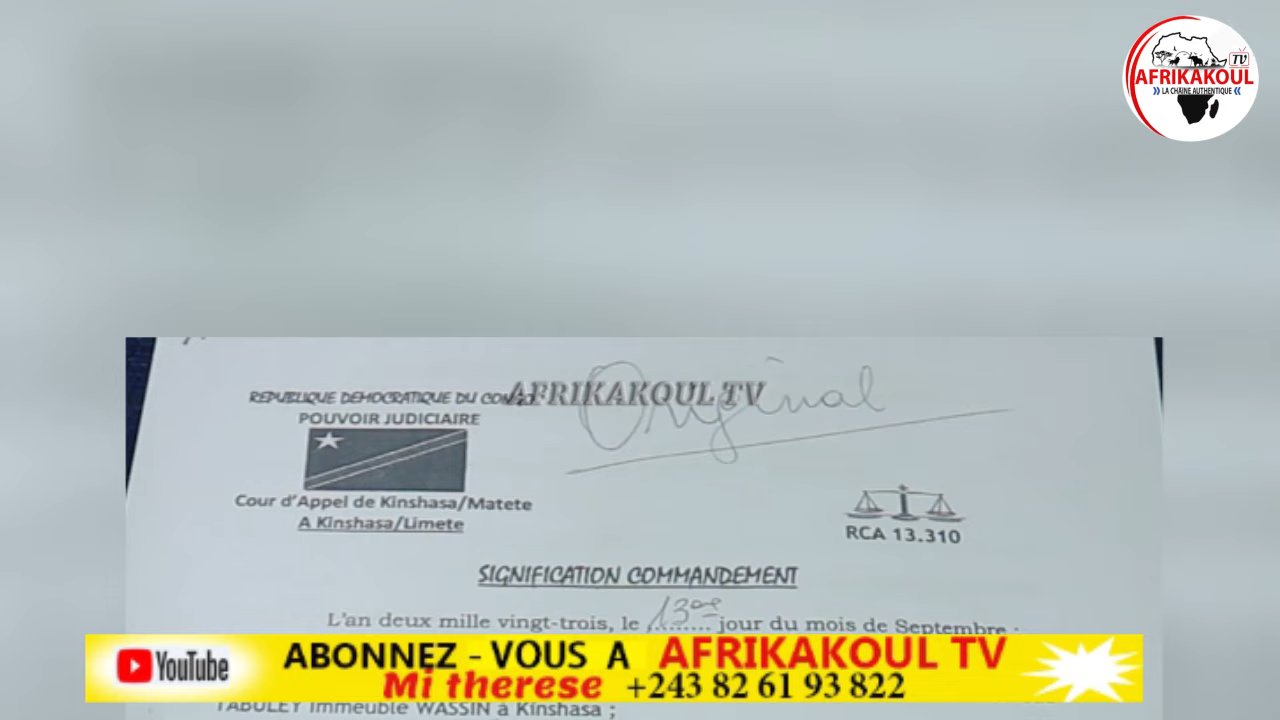 TV
AFRIKAKOUL
LA CHAINE AUTHENTIQUE
Original
AFRIKAKOUL TV
REPUBLIQUE DEMOCRATIQUE DU CONGO
POUVOIR JUDICIAIRE
Cour d'Appel de Kinshasa/Matete
A Kinshasa/Limete
RCA 13.310
SIGNIFICATION COMMANDEMENT
L'an deux mille vingt-trois, le 13ème jour du mois de Septembre ;
YouTube
ABONNEZ - VOUS A AFRIKAKOUL TV
Mi therese +243 82 61 93 822
TABULEY Immeuble WASSIN à Kinshasa ;